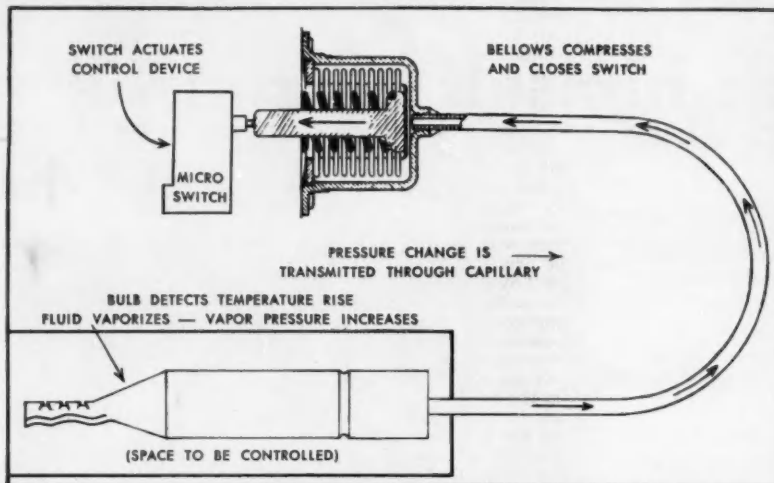 SWITCH ACTUATES
CONTROL DEVICE
BELLOWS COMPRESSES
AND CLOSES SWITCH
MICRO
SWITCH
PRESSURE CHANGE IS
TRANSMITTED THROUGH CAPILLARY
BULB DETECTS TEMPERATURE RISE
FLUID VAPORIZES — VAPOR PRESSURE INCREASES
(SPACE TO BE CONTROLLED)